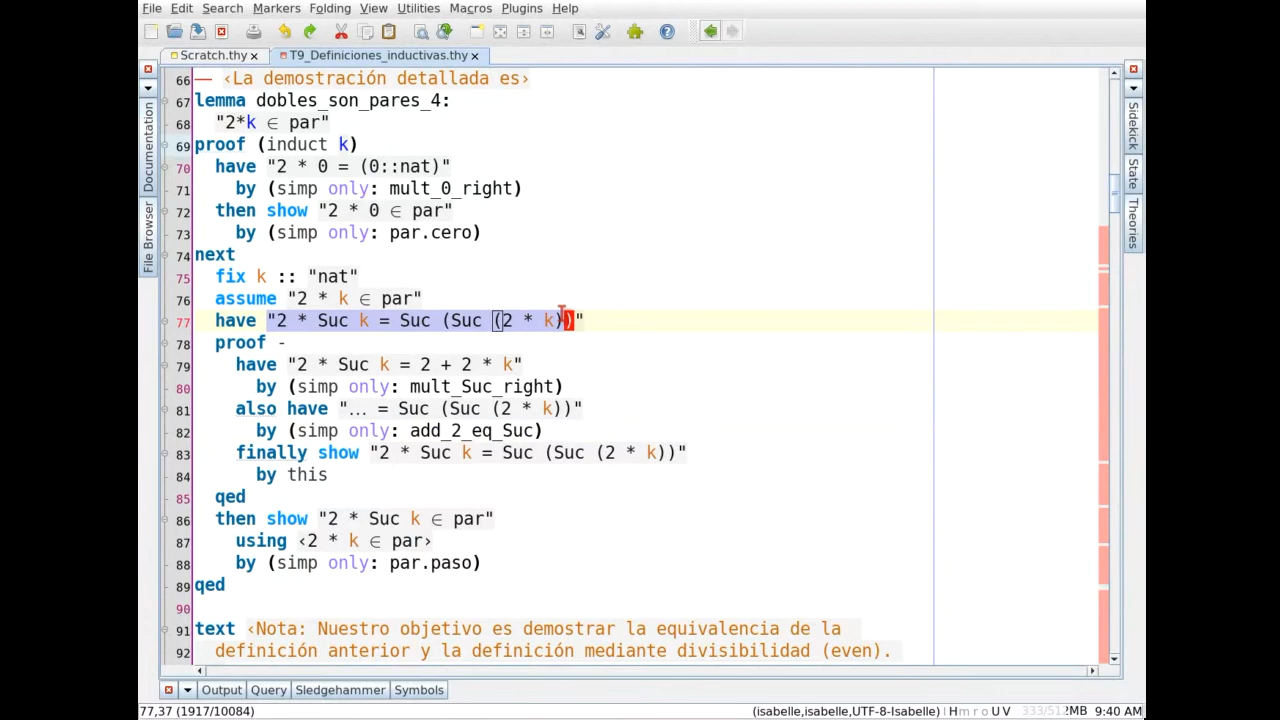 File Edit Search Markers Folding View Utilities Macros Plugins Help
Scratch.thy T9_Definiciones_inductivas.thy
Documentation
File Browser
Sidekick
State
Theories
66 — ‹La demostración detallada es›
67 lemma dobles_son_pares_4:
68 "2*k ∈ par"
69 proof (induct k)
70 have "2 * 0 = (0::nat)"
71 by (simp only: mult_0_right)
72 then show "2 * 0 ∈ par"
73 by (simp only: par.cero)
74 next
75 fix k :: "nat"
76 assume "2 * k ∈ par"
77 have "2 * Suc k = Suc (Suc (2 * k))"
78 proof -
79 have "2 * Suc k = 2 + 2 * k"
80 by (simp only: mult_Suc_right)
81 also have "… = Suc (Suc (2 * k))"
82 by (simp only: add_2_eq_Suc)
83 finally show "2 * Suc k = Suc (Suc (2 * k))"
84 by this
85 qed
86 then show "2 * Suc k ∈ par"
87 using ‹2 * k ∈ par›
88 by (simp only: par.paso)
89 qed
90
91 text ‹Nota: Nuestro objetivo es demostrar la equivalencia de la
92 definición anterior y la definición mediante divisibilidad (even).
Output Query Sledgehammer Symbols
77,37 (1917/10084) (isabelle,isabelle,UTF-8-Isabelle) H m r o U V 9:40 AM